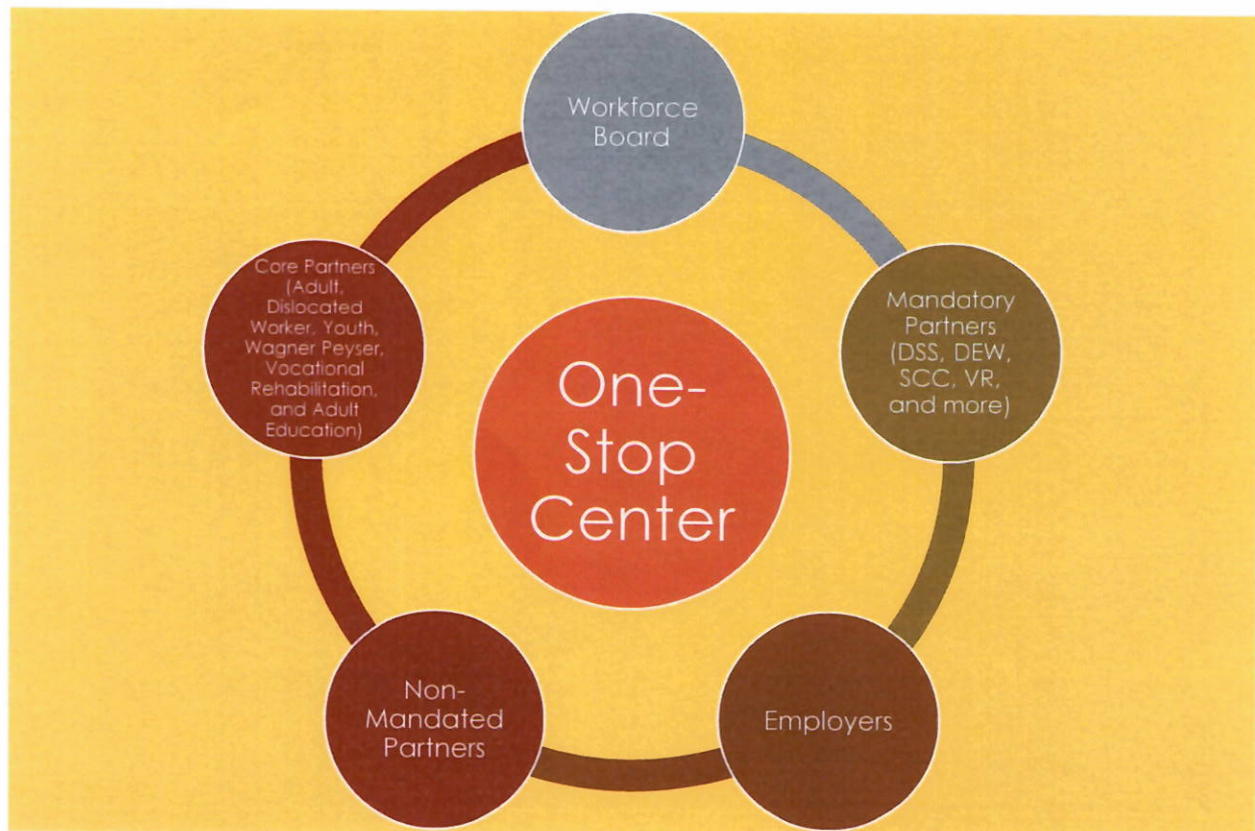 Workforce
Board
Core Partners
(Adult,
Dislocated
Worker, Youth,
Wagner Peyser,
Vocational
Rehabilitation,
and Adult
Education)
Mandatory
Partners
(DSS, DEW,
SCC, VR,
and more)
One-
Stop
Center
Non-
Mandated
Partners
Employers